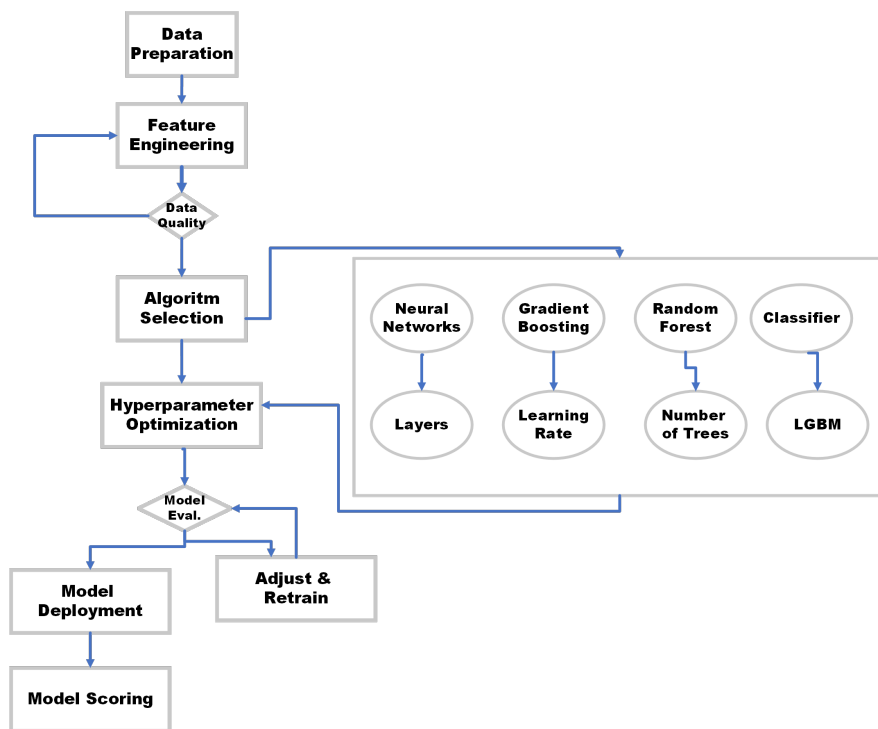 Data
Preparation
Feature
Engineering
Data
Quality
Algoritm
Selection
Neural
Networks
Gradient
Boosting
Random
Forest
Classifier
Layers
Learning
Rate
Number
of Trees
LGBM
Hyperparameter
Optimization
Model
Eval.
Adjust &
Retrain
Model
Deployment
Model Scoring